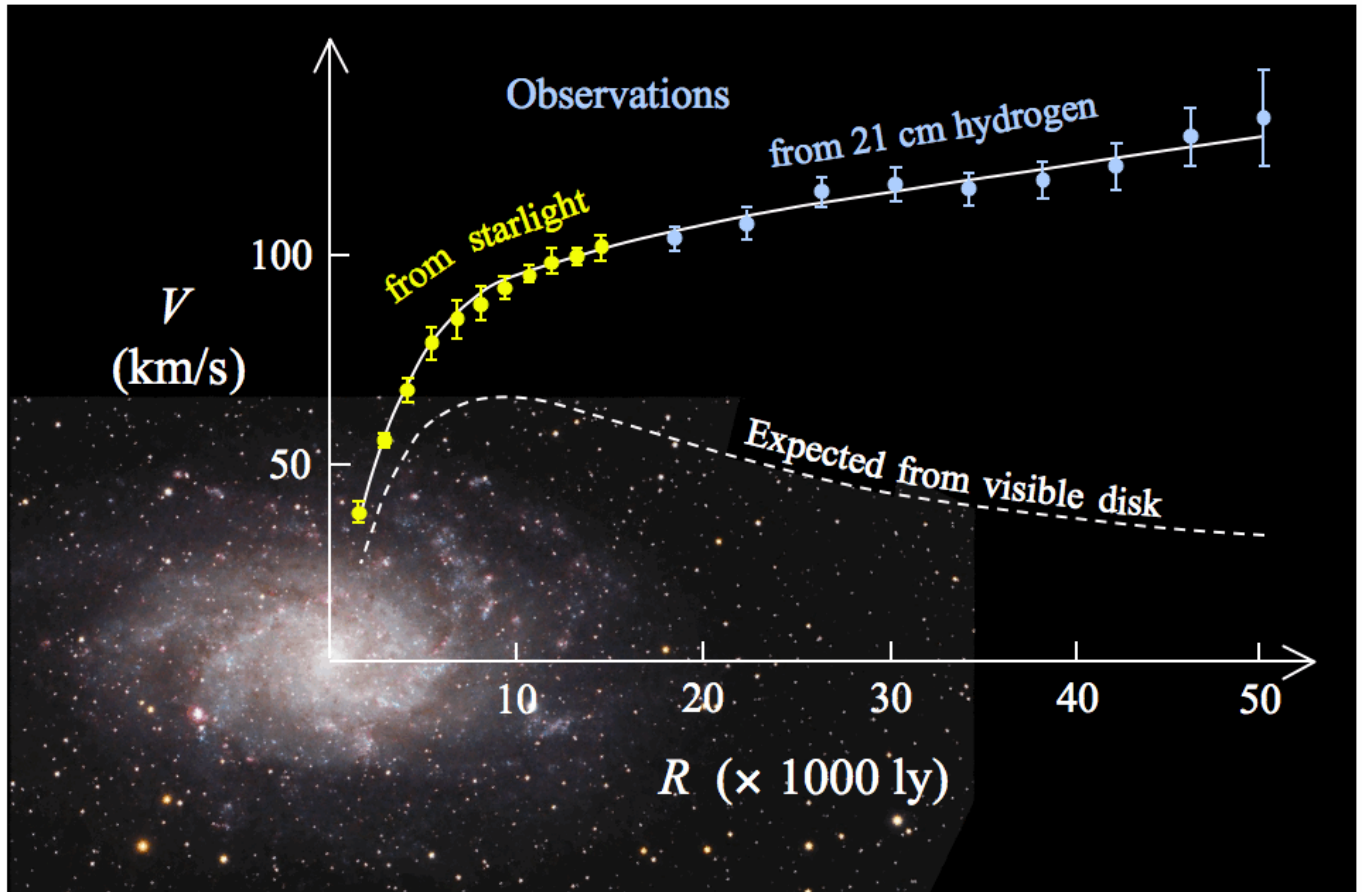 Observations
from 21 cm hydrogen
from starlight
100
V
(km/s)
50
Expected from visible disk
10 20 30 40 50
R (× 1000 ly)